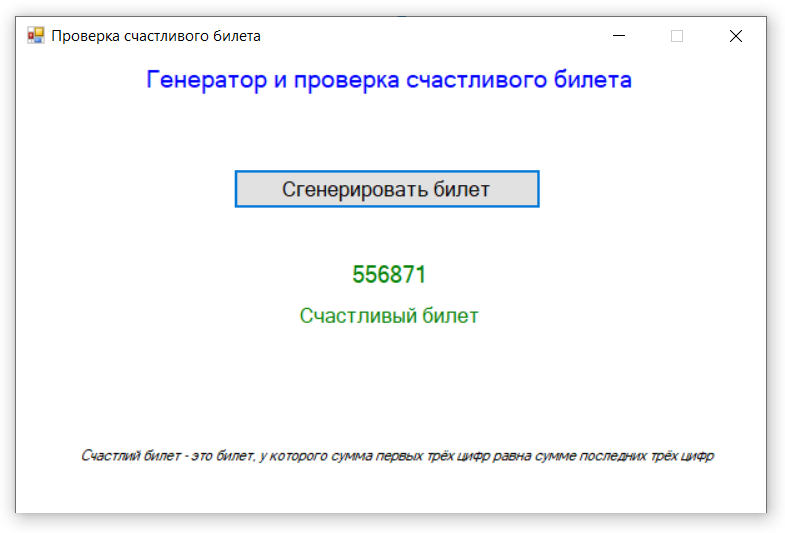 Проверка счастливого билета
Генератор и проверка счастливого билета
Сгенерировать билет
556871
Счастливый билет
Счастлий билет - это билет, у которого сумма первых трёх цифр равна сумме последних трёх цифр